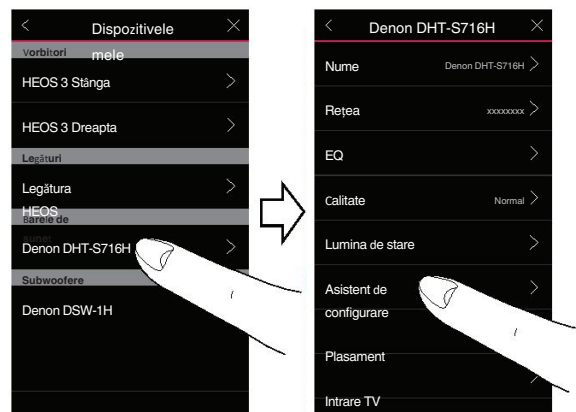 Dispozitivele
mele
Vorbitori
HEOS 3 Stânga
HEOS 3 Dreapta
Legături
Legătura
HEOS
Barele de
sunet
Denon DHT-S716H
Subwoofere
Denon DSW-1H
Denon DHT-S716H
Nume Denon DHT-S716H
Rețea xxxxxxxx
EQ
Calitate Normal
Lumina de stare
Asistent de
configurare
Plasament
Intrare TV